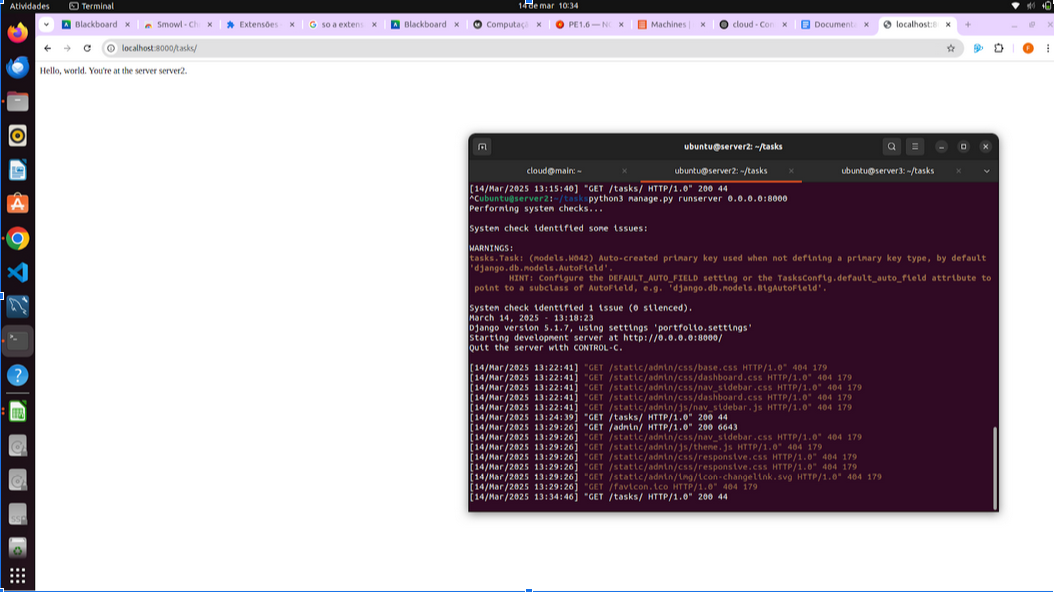 Atividades Terminal 14 de mar 10:34
Blackboard Smowl - Ch Extensões so a extens Blackboard Computaç PE1.6 — N Machines | cloud - Con Document localhost:8
localhost:8000/tasks/
Hello, world. You're at the server server2.
ubuntu@server2: ~/tasks
cloud@main: ~ ubuntu@server2: ~/tasks ubuntu@server3: ~/tasks
[14/Mar/2025 13:15:40] "GET /tasks/ HTTP/1.0" 200 44
^Cubuntu@server2:~/taskspython3 manage.py runserver 0.0.0.0:8000
Performing system checks...
System check identified some issues:
WARNINGS:
tasks.Task: (models.W042) Auto-created primary key used when not defining a primary key type, by default
'django.db.models.AutoField'.
HINT: Configure the DEFAULT_AUTO_FIELD setting or the TasksConfig.default_auto_field attribute to
point to a subclass of AutoField, e.g. 'django.db.models.BigAutoField'.
System check identified 1 issue (0 silenced).
March 14, 2025 - 13:18:23
Django version 5.1.7, using settings 'portfolio.settings'
Starting development server at http://0.0.0.0:8000/
Quit the server with CONTROL-C.
[14/Mar/2025 13:22:41] "GET /static/admin/css/base.css HTTP/1.0" 404 179
[14/Mar/2025 13:22:41] "GET /static/admin/css/dashboard.css HTTP/1.0" 404 179
[14/Mar/2025 13:22:41] "GET /static/admin/css/nav_sidebar.css HTTP/1.0" 404 179
[14/Mar/2025 13:22:41] "GET /static/admin/css/dashboard.css HTTP/1.0" 404 179
[14/Mar/2025 13:22:41] "GET /static/admin/js/nav_sidebar.js HTTP/1.0" 404 179
[14/Mar/2025 13:24:39] "GET /tasks/ HTTP/1.0" 200 44
[14/Mar/2025 13:29:26] "GET /admin/ HTTP/1.0" 200 6643
[14/Mar/2025 13:29:26] "GET /static/admin/css/nav_sidebar.css HTTP/1.0" 404 179
[14/Mar/2025 13:29:26] "GET /static/admin/js/theme.js HTTP/1.0" 404 179
[14/Mar/2025 13:29:26] "GET /static/admin/css/responsive.css HTTP/1.0" 404 179
[14/Mar/2025 13:29:26] "GET /static/admin/css/responsive.css HTTP/1.0" 404 179
[14/Mar/2025 13:29:26] "GET /static/admin/img/icon-changelink.svg HTTP/1.0" 404 179
[14/Mar/2025 13:29:26] "GET /favicon.ico HTTP/1.0" 404 179
[14/Mar/2025 13:34:46] "GET /tasks/ HTTP/1.0" 200 44